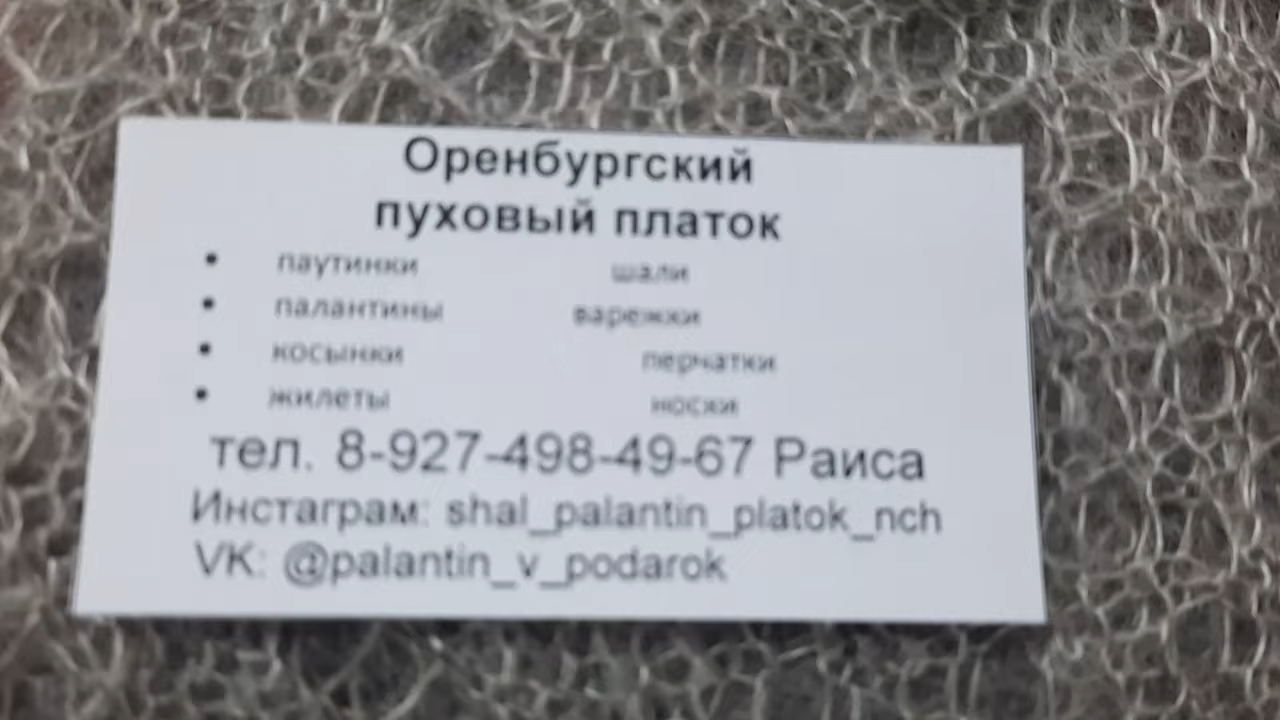 Оренбургский
пуховый платок
• паутинки шали
• палантины варежки
• косынки перчатки
• жилеты носки
тел. 8-927-498-49-67 Раиса
Инстаграм: shal_palantin_platok_nch
VK: @palantin_v_podarok